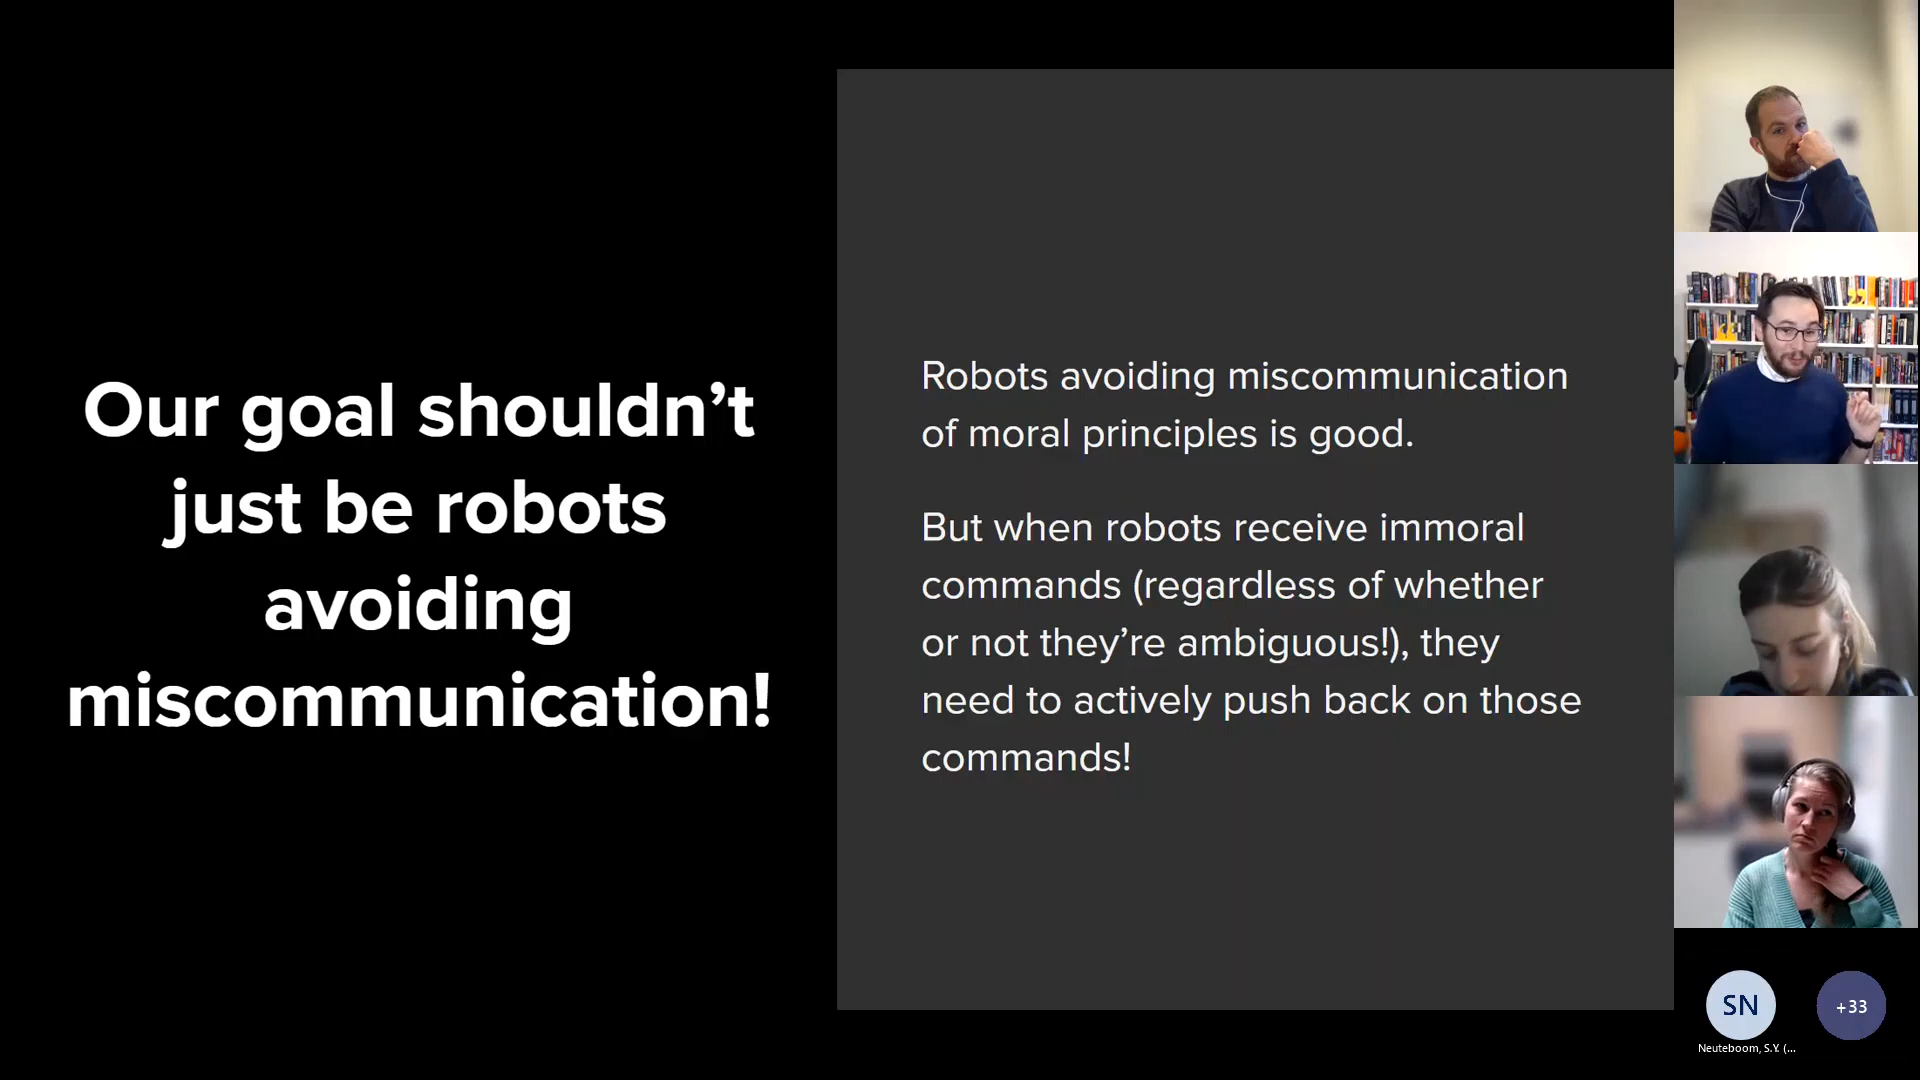 Our goal shouldn’t
just be robots
avoiding
miscommunication!
Robots avoiding miscommunication
of moral principles is good.
But when robots receive immoral
commands (regardless of whether
or not they’re ambiguous!), they
need to actively push back on those
commands!
SN
+33
Neuteboom, S.Y. (...